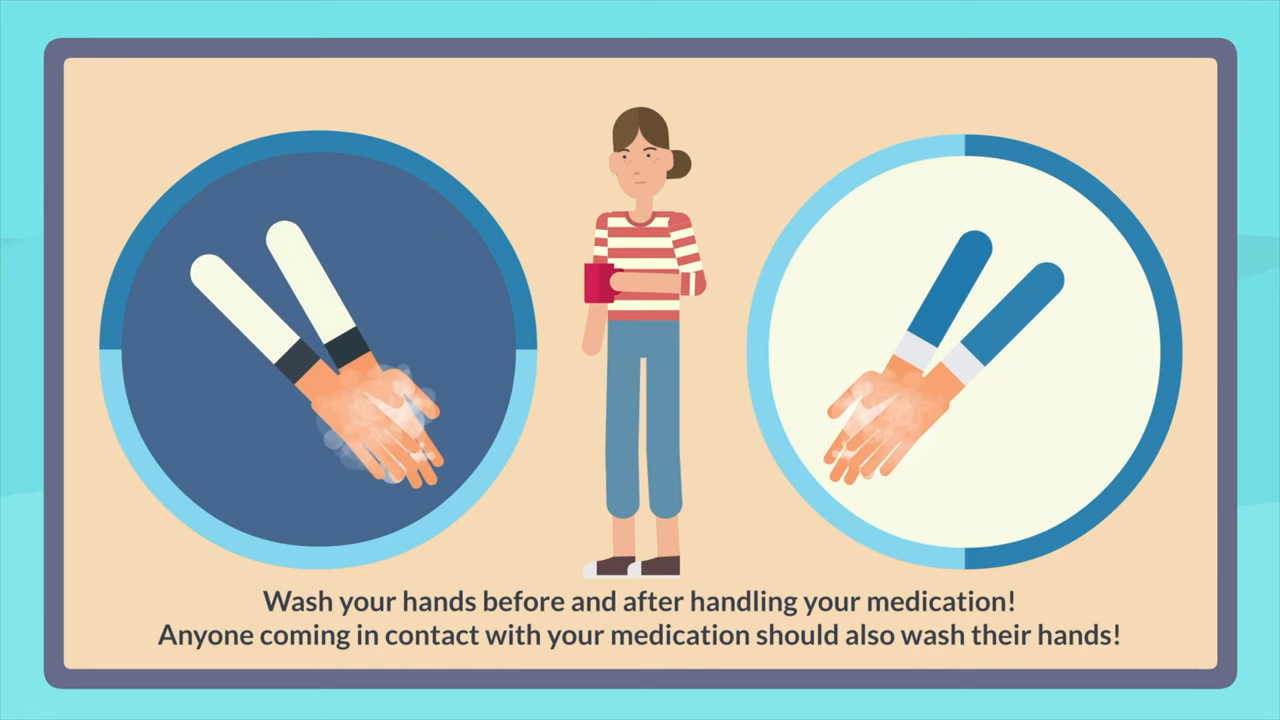 Wash your hands before and after handling your medication!
Anyone coming in contact with your medication should also wash their hands!